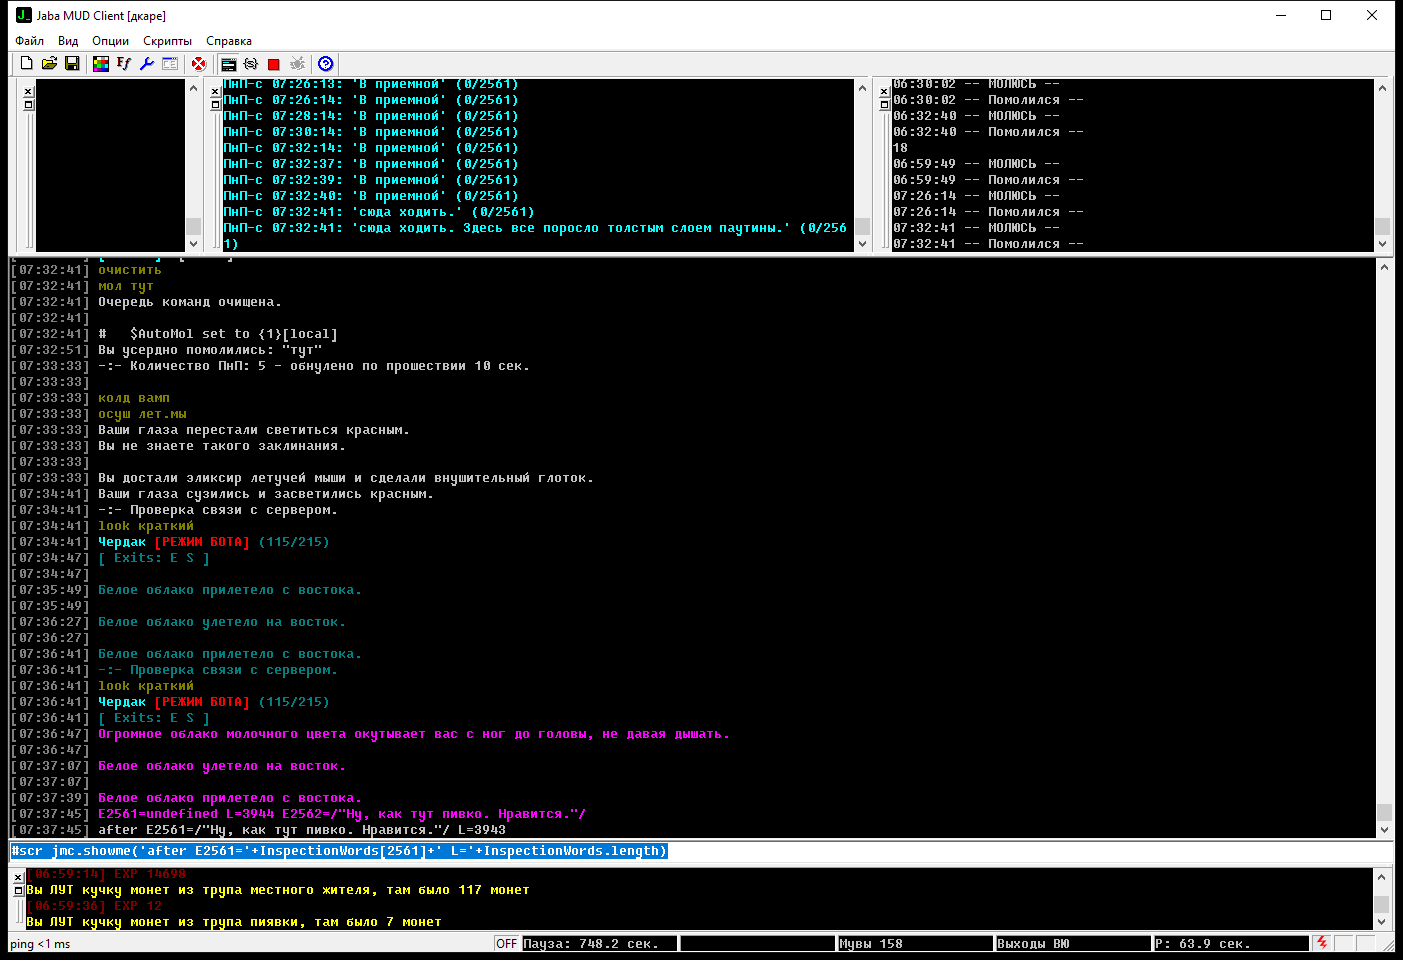 Jaba MUD Client [дкаре]
Файл Вид Опции Скрипты Справка
ПнП-с 07:26:13: 'В приемной' (0/2561)
ПнП-с 07:26:14: 'В приемной' (0/2561)
ПнП-с 07:28:14: 'В приемной' (0/2561)
ПнП-с 07:30:14: 'В приемной' (0/2561)
ПнП-с 07:32:14: 'В приемной' (0/2561)
ПнП-с 07:32:37: 'В приемной' (0/2561)
ПнП-с 07:32:39: 'В приемной' (0/2561)
ПнП-с 07:32:40: 'В приемной' (0/2561)
ПнП-с 07:32:41: 'сюда ходить.' (0/2561)
ПнП-с 07:32:41: 'сюда ходить. Здесь все поросло толстым слоем паутины.' (0/256
1)
06:30:02 -- МОЛЮСЬ --
06:30:02 -- Помолился --
06:32:40 -- МОЛЮСЬ --
06:32:40 -- Помолился --
18
06:59:49 -- МОЛЮСЬ --
06:59:49 -- Помолился --
07:26:14 -- МОЛЮСЬ --
07:26:14 -- Помолился --
07:32:41 -- МОЛЮСЬ --
07:32:41 -- Помолился --
[07:32:41] очистить
[07:32:41] мол тут
[07:32:41] Очередь команд очищена.
[07:32:41]
[07:32:41] #   $AutoMol set to {1}[local]
[07:32:51] Вы усердно помолились: "тут"
[07:33:33] -:- Количество ПнП: 5 - обнулено по прошествии 10 сек.
[07:33:33]
[07:33:33] колд вамп
[07:33:33] осуш лет.мы
[07:33:33] Ваши глаза перестали светиться красным.
[07:33:33] Вы не знаете такого заклинания.
[07:33:33]
[07:33:33] Вы достали эликсир летучей мыши и сделали внушительный глоток.
[07:34:41] Ваши глаза сузились и засветились красным.
[07:34:41] -:- Проверка связи с сервером.
[07:34:41] look краткий
[07:34:41] Чердак [РЕЖИМ БОТА] (115/215)
[07:34:47] [ Exits: E S ]
[07:34:47]
[07:35:49] Белое облако прилетело с востока.
[07:35:49]
[07:36:27] Белое облако улетело на восток.
[07:36:27]
[07:36:41] Белое облако прилетело с востока.
[07:36:41] -:- Проверка связи с сервером.
[07:36:41] look краткий
[07:36:41] Чердак [РЕЖИМ БОТА] (115/215)
[07:36:41] [ Exits: E S ]
[07:36:47] Огромное облако молочного цвета окутывает вас с ног до головы, не давая дышать.
[07:36:47]
[07:37:07] Белое облако улетело на восток.
[07:37:07]
[07:37:39] Белое облако прилетело с востока.
[07:37:45] E2561=undefined L=3944 E2562=/"Ну, как тут пивко. Нравится."/
[07:37:45] after E2561=/"Ну, как тут пивко. Нравится."/ L=3943
#scr jmc.showme('after E2561='+InspectionWords[2561]+' L='+InspectionWords.length)
[06:59:14] EXP 14698
Вы ЛУТ кучку монет из трупа местного жителя, там было 117 монет
[06:59:36] EXP 12
Вы ЛУТ кучку монет из трупа пиявки, там было 7 монет
ping <1 ms OFF Пауза: 748.2 сек. Мувы 158 Выходы ВЮ P: 63.9 сек.